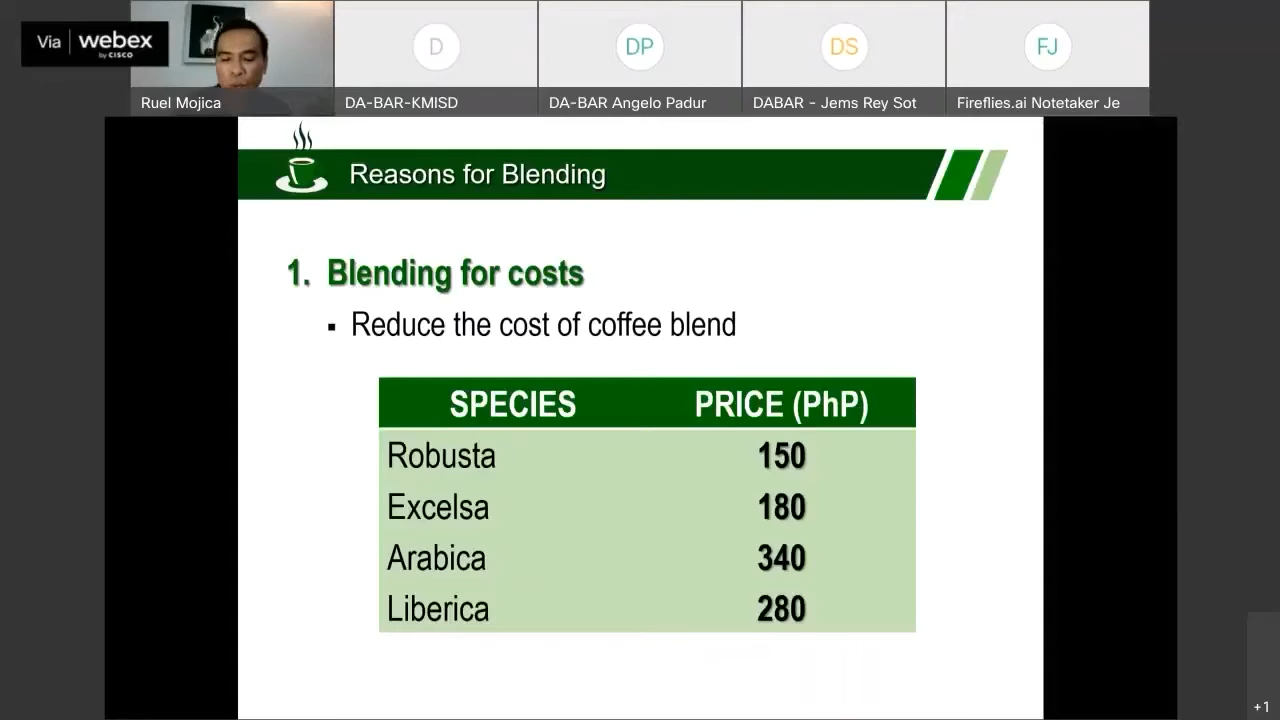 Via webex
by CISCO
D
DP
DS
FJ
Ruel Mojica
DA-BAR-KMISD
DA-BAR Angelo Padur
DABAR - Jems Rey Sot
Fireflies.ai Notetaker Je
Reasons for Blending
1. Blending for costs
▪ Reduce the cost of coffee blend
SPECIES PRICE (PhP)
Robusta 150
Excelsa 180
Arabica 340
Liberica 280
+1